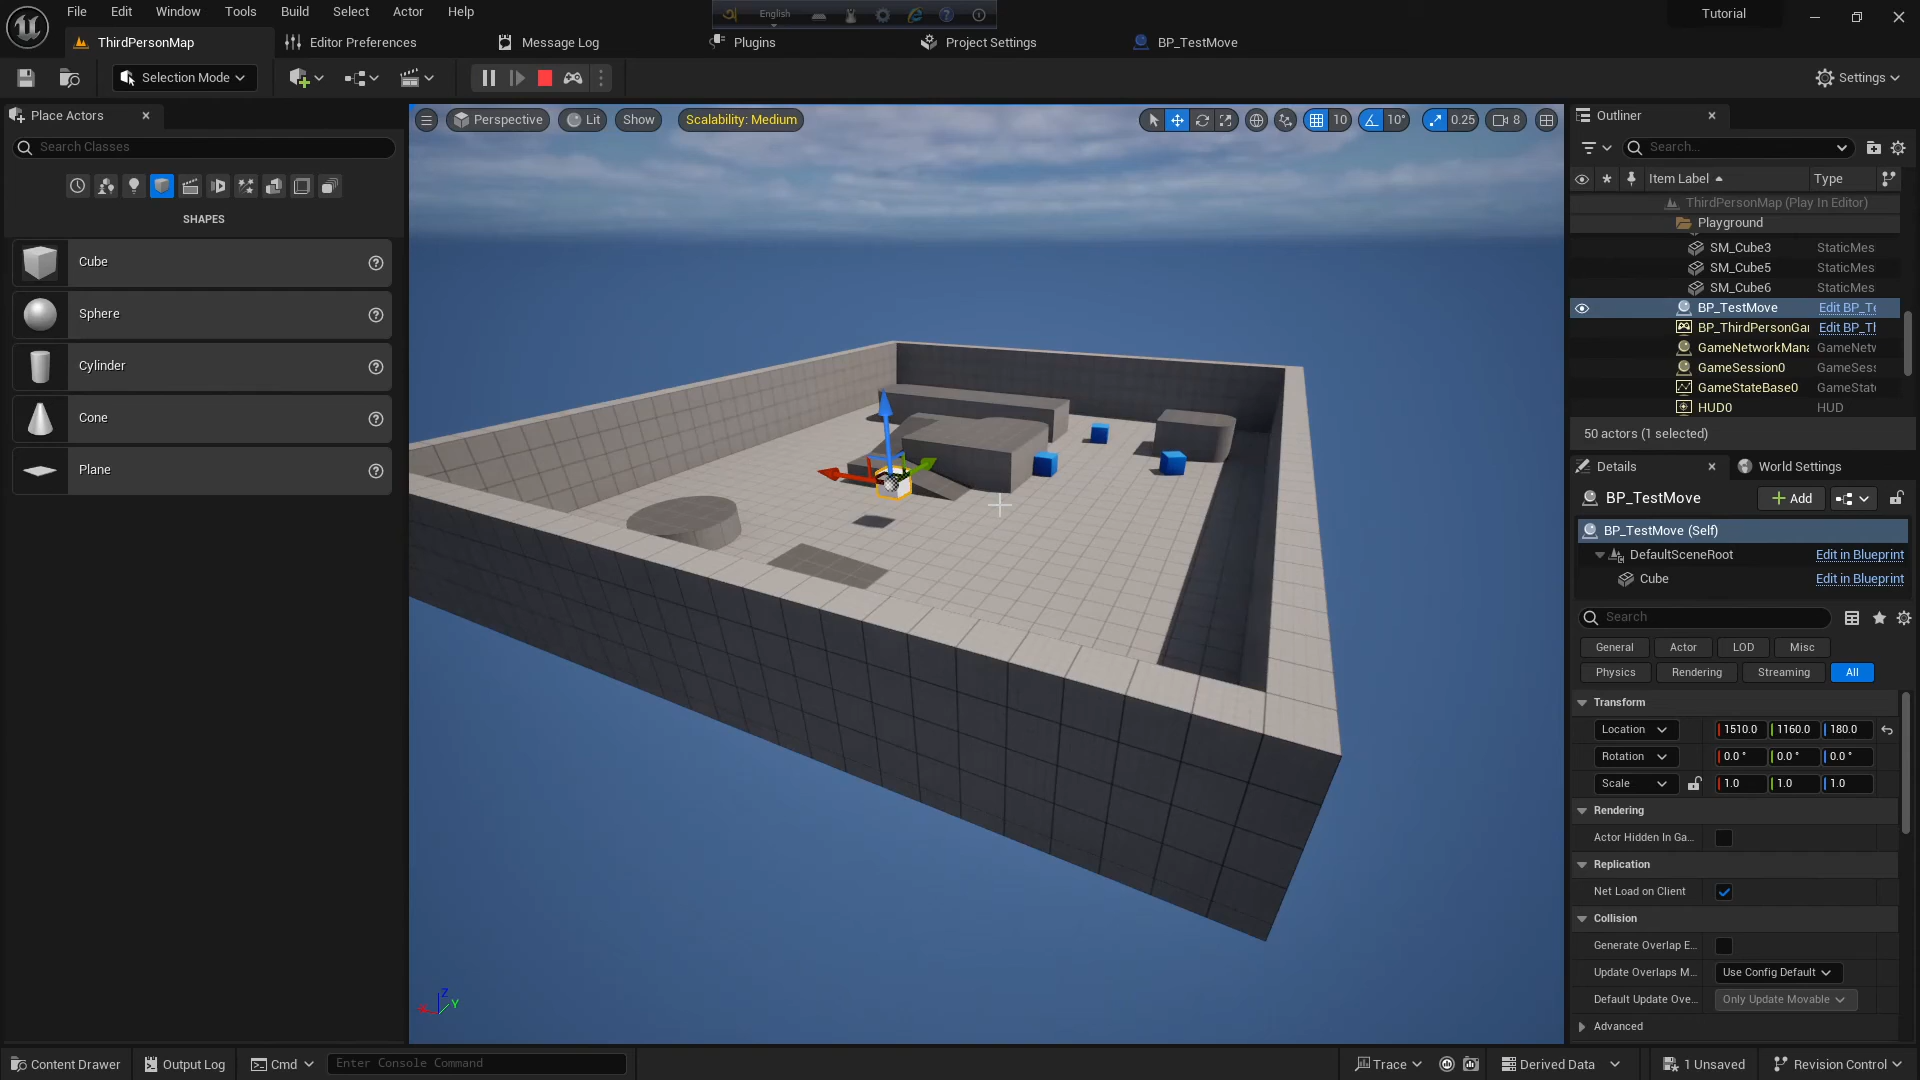 File Edit Window Tools Build Select Actor Help
English
Tutorial
ThirdPersonMap
Editor Preferences
Message Log
Plugins
Project Settings
BP_TestMove
Selection Mode
Settings
Place Actors
Search Classes
SHAPES
Cube
Sphere
Cylinder
Cone
Plane
Perspective
Lit
Show
Scalability: Medium
10
10°
0.25
8
Z
Y
Outliner
Search...
Item Label
Type
ThirdPersonMap (Play In Editor)
Playground
SM_Cube3 StaticMes
SM_Cube5 StaticMes
SM_Cube6 StaticMes
BP_TestMove Edit BP_Te
BP_ThirdPersonGar Edit BP_Th
GameNetworkMana GameNetw
GameSession0 GameSess
GameStateBase0 GameState
HUD0 HUD
50 actors (1 selected)
Details
World Settings
BP_TestMove
Add
BP_TestMove (Self)
DefaultSceneRoot Edit in Blueprint
Cube Edit in Blueprint
Search
General Actor LOD Misc
Physics Rendering Streaming All
Transform
Location 1510.0 1160.0 180.0
Rotation 0.0° 0.0° 0.0°
Scale 1.0 1.0 1.0
Rendering
Actor Hidden In Ga...
Replication
Net Load on Client
Collision
Generate Overlap E...
Update Overlaps M... Use Config Default
Default Update Ove... Only Update Movable
Advanced
Content Drawer
Output Log
Cmd
Enter Console Command
Trace
Derived Data
1 Unsaved
Revision Control